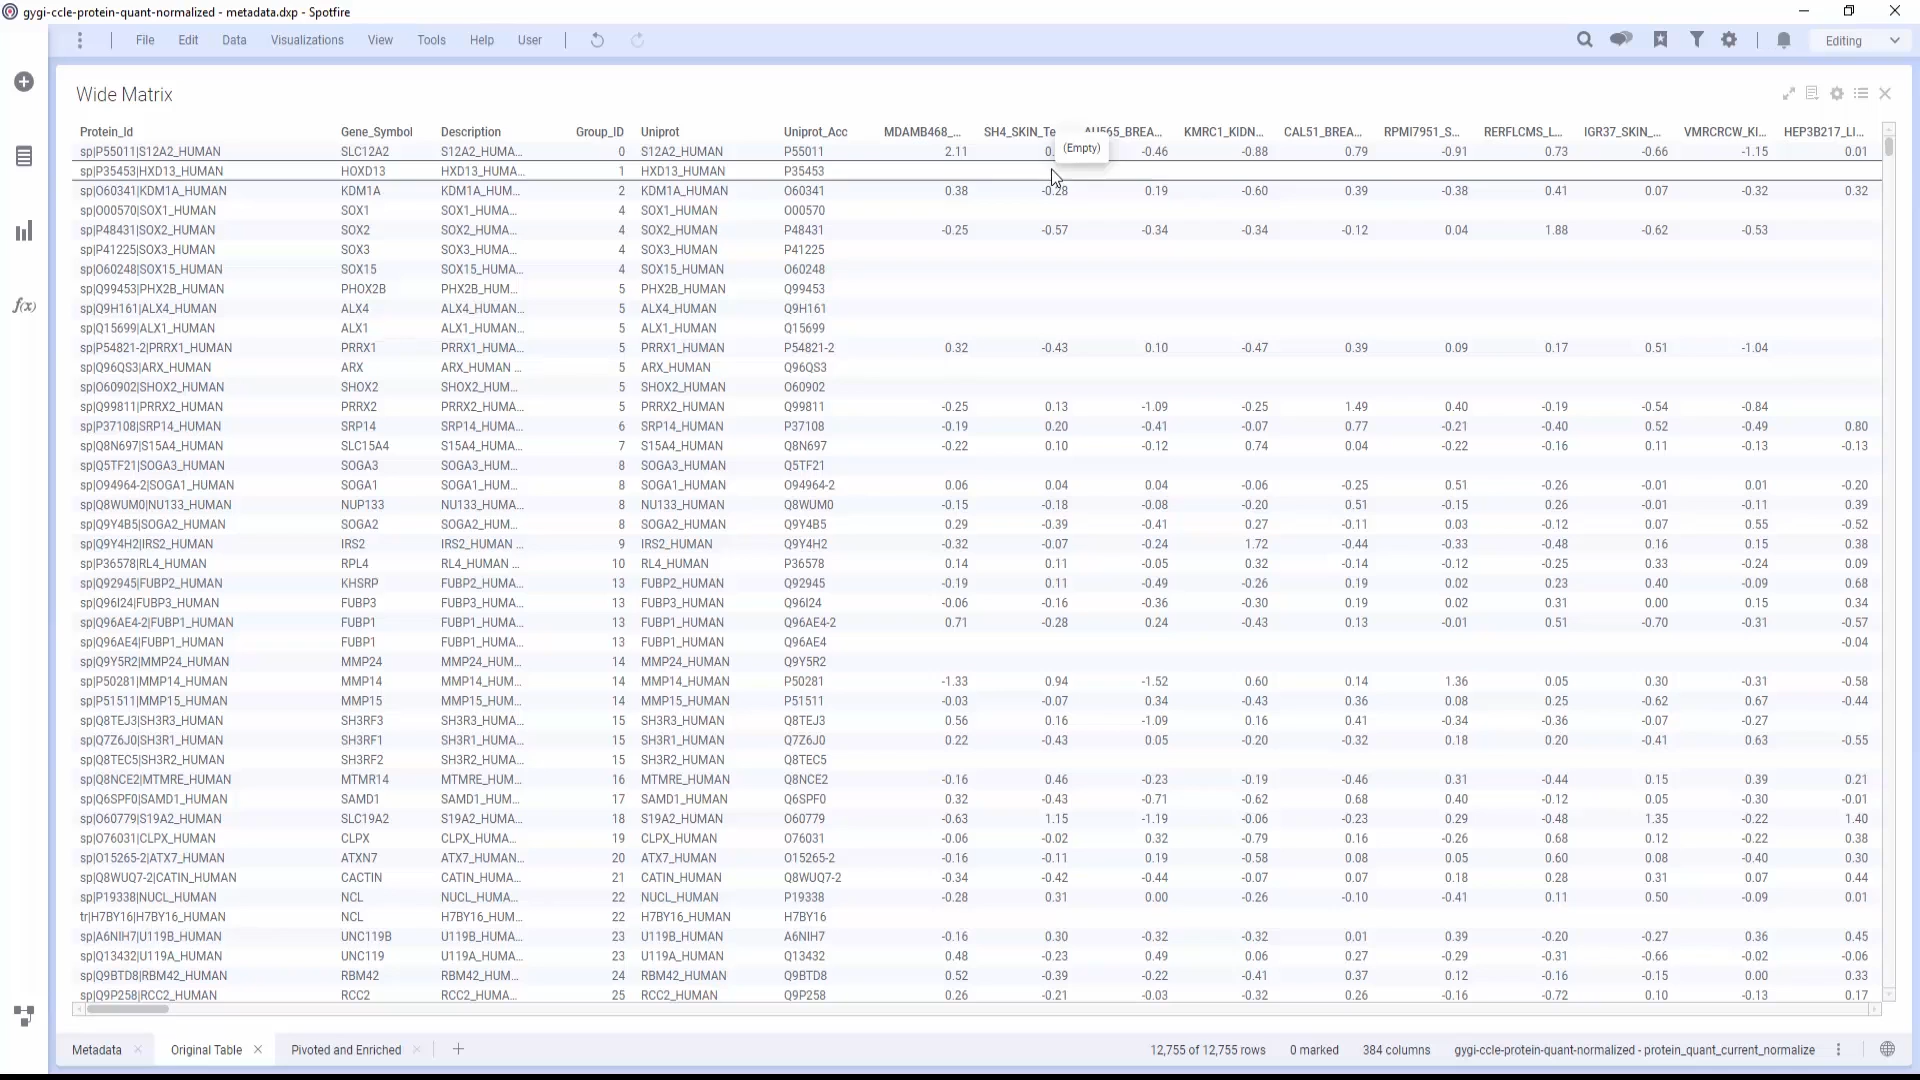 gygi-ccle-protein-quant-normalized - metadata.dxp - Spotfire
File Edit Data Visualizations View Tools Help User Editing
Wide Matrix
Protein_Id Gene_Symbol Description Group_ID Uniprot Uniprot_Acc MDAMB468_... SH4_SKIN_Te AU565_BREA... KMRC1_KIDN... CAL51_BREA... RPMI7951_S... RERFLCMS_L... IGR37_SKIN_... VMRCRCW_KI... HEP3B217_LI...
sp|P55011|S12A2_HUMAN SLC12A2 S12A2_HUMA... 0 S12A2_HUMAN P55011 2.11 (Empty) -0.46 -0.88 0.79 -0.91 0.73 -0.66 -1.15 0.01
sp|P35453|HXD13_HUMAN HOXD13 HXD13_HUMA... 1 HXD13_HUMAN P35453
sp|O60341|KDM1A_HUMAN KDM1A KDM1A_HUM... 2 KDM1A_HUMAN O60341 0.38 -0.28 0.19 -0.60 0.39 -0.38 0.41 0.07 -0.32 0.32
sp|O00570|SOX1_HUMAN SOX1 SOX1_HUMA... 4 SOX1_HUMAN O00570
sp|P48431|SOX2_HUMAN SOX2 SOX2_HUMA... 4 SOX2_HUMAN P48431 -0.25 -0.57 -0.34 -0.34 -0.12 0.04 1.88 -0.62 -0.53
sp|P41225|SOX3_HUMAN SOX3 SOX3_HUMA... 4 SOX3_HUMAN P41225
sp|O60248|SOX15_HUMAN SOX15 SOX15_HUMA... 4 SOX15_HUMAN O60248
sp|Q99453|PHX2B_HUMAN PHOX2B PHX2B_HUM... 5 PHX2B_HUMAN Q99453
sp|Q9H161|ALX4_HUMAN ALX4 ALX4_HUMAN... 5 ALX4_HUMAN Q9H161
sp|Q15699|ALX1_HUMAN ALX1 ALX1_HUMAN... 5 ALX1_HUMAN Q15699
sp|P54821-2|PRRX1_HUMAN PRRX1 PRRX1_HUMA... 5 PRRX1_HUMAN P54821-2 0.32 -0.43 0.10 -0.47 0.39 0.09 0.17 0.51 -1.04
sp|Q96QS3|ARX_HUMAN ARX ARX_HUMAN ... 5 ARX_HUMAN Q96QS3
sp|O60902|SHOX2_HUMAN SHOX2 SHOX2_HUM... 5 SHOX2_HUMAN O60902
sp|Q99811|PRRX2_HUMAN PRRX2 PRRX2_HUMA... 5 PRRX2_HUMAN Q99811 -0.25 0.13 -1.09 -0.25 1.49 0.40 -0.19 -0.54 -0.84
sp|P37108|SRP14_HUMAN SRP14 SRP14_HUMA... 6 SRP14_HUMAN P37108 -0.19 0.20 -0.41 -0.07 0.77 -0.21 -0.40 0.52 -0.49 0.80
sp|Q8N697|S15A4_HUMAN SLC15A4 S15A4_HUMA... 7 S15A4_HUMAN Q8N697 -0.22 0.10 -0.12 0.74 0.04 -0.22 -0.16 0.11 -0.13 -0.13
sp|Q5TF21|SOGA3_HUMAN SOGA3 SOGA3_HUM... 8 SOGA3_HUMAN Q5TF21
sp|O94964-2|SOGA1_HUMAN SOGA1 SOGA1_HUM... 8 SOGA1_HUMAN O94964-2 0.06 0.04 0.04 -0.06 -0.25 0.51 -0.26 -0.01 0.01 -0.20
sp|Q8WUM0|NU133_HUMAN NUP133 NU133_HUMA... 8 NU133_HUMAN Q8WUM0 -0.15 -0.18 -0.08 -0.20 0.51 -0.15 0.26 -0.01 -0.11 0.39
sp|Q9Y4B5|SOGA2_HUMAN SOGA2 SOGA2_HUM... 8 SOGA2_HUMAN Q9Y4B5 0.29 -0.39 -0.41 0.27 -0.11 0.03 -0.12 0.07 0.55 -0.52
sp|Q9Y4H2|IRS2_HUMAN IRS2 IRS2_HUMAN ... 9 IRS2_HUMAN Q9Y4H2 -0.32 -0.07 -0.24 1.72 -0.44 -0.33 -0.48 0.16 0.15 0.38
sp|P36578|RL4_HUMAN RPL4 RL4_HUMAN ... 10 RL4_HUMAN P36578 0.14 0.11 -0.05 0.32 -0.14 -0.12 -0.25 0.33 -0.24 0.09
sp|Q92945|FUBP2_HUMAN KHSRP FUBP2_HUMA... 13 FUBP2_HUMAN Q92945 -0.19 0.11 -0.49 -0.26 0.19 0.02 0.23 0.40 -0.09 0.68
sp|Q96I24|FUBP3_HUMAN FUBP3 FUBP3_HUMA... 13 FUBP3_HUMAN Q96I24 -0.06 -0.16 -0.36 -0.30 0.19 0.02 0.31 0.00 0.15 0.34
sp|Q96AE4-2|FUBP1_HUMAN FUBP1 FUBP1_HUMA... 13 FUBP1_HUMAN Q96AE4-2 0.71 -0.28 0.24 -0.43 0.13 -0.01 0.51 -0.70 -0.31 -0.57
sp|Q96AE4|FUBP1_HUMAN FUBP1 FUBP1_HUMA... 13 FUBP1_HUMAN Q96AE4 -0.04
sp|Q9Y5R2|MMP24_HUMAN MMP24 MMP24_HUM... 14 MMP24_HUMAN Q9Y5R2
sp|P50281|MMP14_HUMAN MMP14 MMP14_HUM... 14 MMP14_HUMAN P50281 -1.33 0.94 -1.52 0.60 0.14 1.36 0.05 0.30 -0.31 -0.58
sp|P51511|MMP15_HUMAN MMP15 MMP15_HUM... 14 MMP15_HUMAN P51511 -0.03 -0.07 0.34 -0.43 0.36 0.08 0.25 -0.62 0.67 -0.44
sp|Q8TEJ3|SH3R3_HUMAN SH3RF3 SH3R3_HUMA... 15 SH3R3_HUMAN Q8TEJ3 0.56 0.16 -1.09 0.16 0.41 -0.34 -0.36 -0.07 -0.27
sp|Q7Z6J0|SH3R1_HUMAN SH3RF1 SH3R1_HUMA... 15 SH3R1_HUMAN Q7Z6J0 0.22 -0.43 0.05 -0.20 -0.32 0.18 0.20 -0.41 0.63 -0.55
sp|Q8TEC5|SH3R2_HUMAN SH3RF2 SH3R2_HUMA... 15 SH3R2_HUMAN Q8TEC5
sp|Q8NCE2|MTMRE_HUMAN MTMR14 MTMRE_HUMA... 16 MTMRE_HUMAN Q8NCE2 -0.16 0.46 -0.23 -0.19 -0.46 0.31 -0.44 0.15 0.39 0.21
sp|Q6SPF0|SAMD1_HUMAN SAMD1 SAMD1_HUM... 17 SAMD1_HUMAN Q6SPF0 0.32 -0.43 -0.71 -0.62 0.68 0.40 -0.12 0.05 -0.30 -0.01
sp|O60779|S19A2_HUMAN SLC19A2 S19A2_HUMA... 18 S19A2_HUMAN O60779 -0.63 1.15 -1.19 -0.06 -0.23 0.29 -0.48 1.35 -0.22 1.40
sp|O76031|CLPX_HUMAN CLPX CLPX_HUMA... 19 CLPX_HUMAN O76031 -0.06 -0.02 0.32 -0.79 0.16 -0.26 0.68 0.12 -0.22 0.38
sp|O15265-2|ATX7_HUMAN ATXN7 ATX7_HUMAN... 20 ATX7_HUMAN O15265-2 -0.16 -0.11 0.19 -0.58 0.08 0.05 0.60 0.08 -0.40 0.30
sp|Q8WUQ7-2|CATIN_HUMAN CACTIN CATIN_HUMA... 21 CATIN_HUMAN Q8WUQ7-2 -0.34 -0.42 -0.44 -0.07 0.07 0.18 0.28 0.31 0.07 0.44
sp|P19338|NUCL_HUMAN NCL NUCL_HUMA... 22 NUCL_HUMAN P19338 -0.28 0.31 0.00 -0.26 -0.10 -0.41 0.11 0.50 -0.09 0.01
tr|H7BY16|H7BY16_HUMAN NCL H7BY16_HUM... 22 H7BY16_HUMAN H7BY16
sp|A6NIH7|U119B_HUMAN UNC119B U119B_HUMA... 23 U119B_HUMAN A6NIH7 -0.16 0.30 -0.32 -0.32 0.01 0.39 -0.20 -0.27 0.36 0.45
sp|Q13432|U119A_HUMAN UNC119 U119A_HUMA... 23 U119A_HUMAN Q13432 0.48 -0.23 0.49 0.06 0.27 -0.29 -0.31 -0.66 -0.02 -0.06
sp|Q9BTD8|RBM42_HUMAN RBM42 RBM42_HUM... 24 RBM42_HUMAN Q9BTD8 0.52 -0.39 -0.22 -0.41 0.37 0.12 -0.16 -0.15 0.00 0.33
sp|Q9P258|RCC2_HUMAN RCC2 RCC2_HUMA... 25 RCC2_HUMAN Q9P258 0.26 -0.21 -0.03 -0.32 0.26 -0.16 -0.72 0.10 -0.13 0.17
Metadata Original Table Pivoted and Enriched 12,755 of 12,755 rows 0 marked 384 columns gygi-ccle-protein-quant-normalized - protein_quant_current_normalize